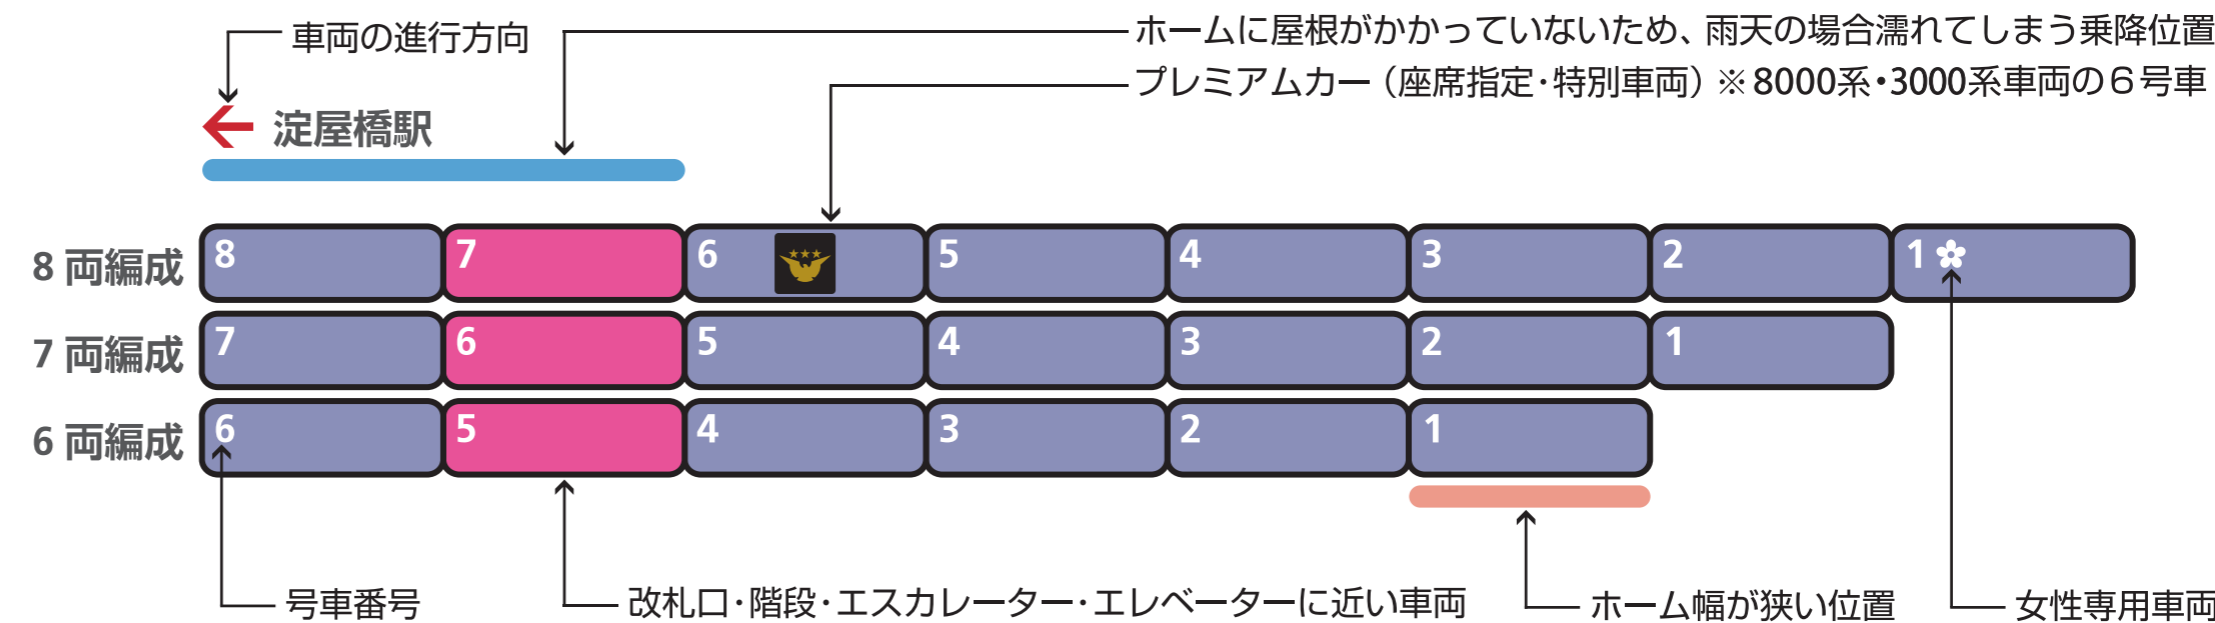 車両の進行方向
ホームに屋根がかかっていないため、雨天の場合濡れてしまう乗降位置
プレミアムカー（座席指定･特別車両）※8000系･3000系車両の６号車
淀屋橋駅
8 両編成 8 7 6 5 4 3 2 1
7 両編成 7 6 5 4 3 2 1
6 両編成 6 5 4 3 2 1
号車番号
改札口･階段･エスカレーター･エレベーターに近い車両
ホーム幅が狭い位置
女性専用車両